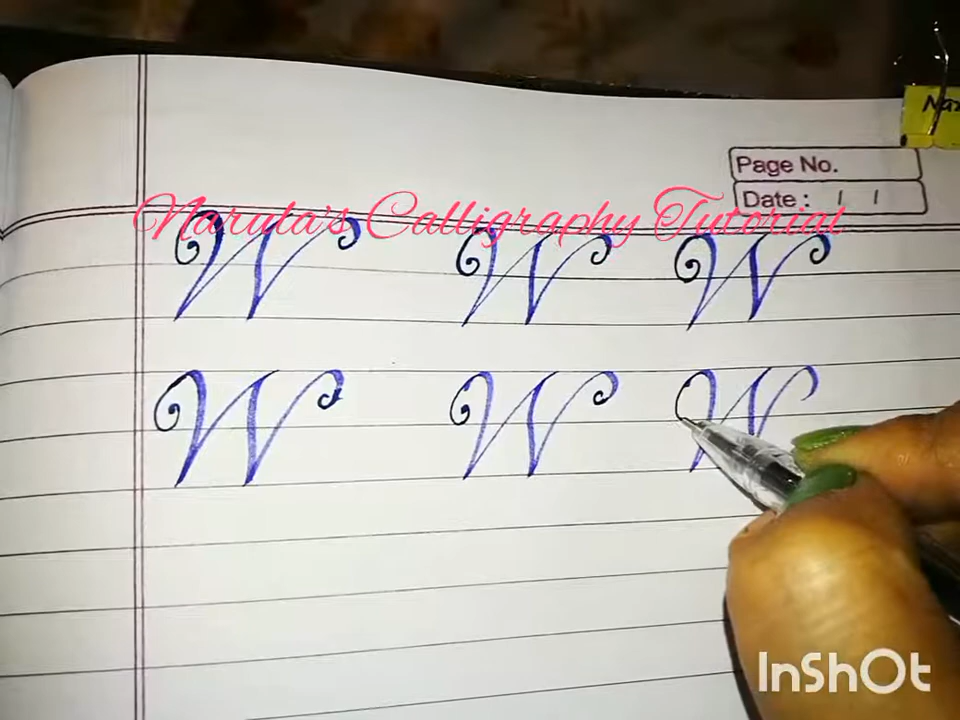 Page No.
Date : / /
Naruta's Calligraphy Tutorial
W W W
W W W
InShOt